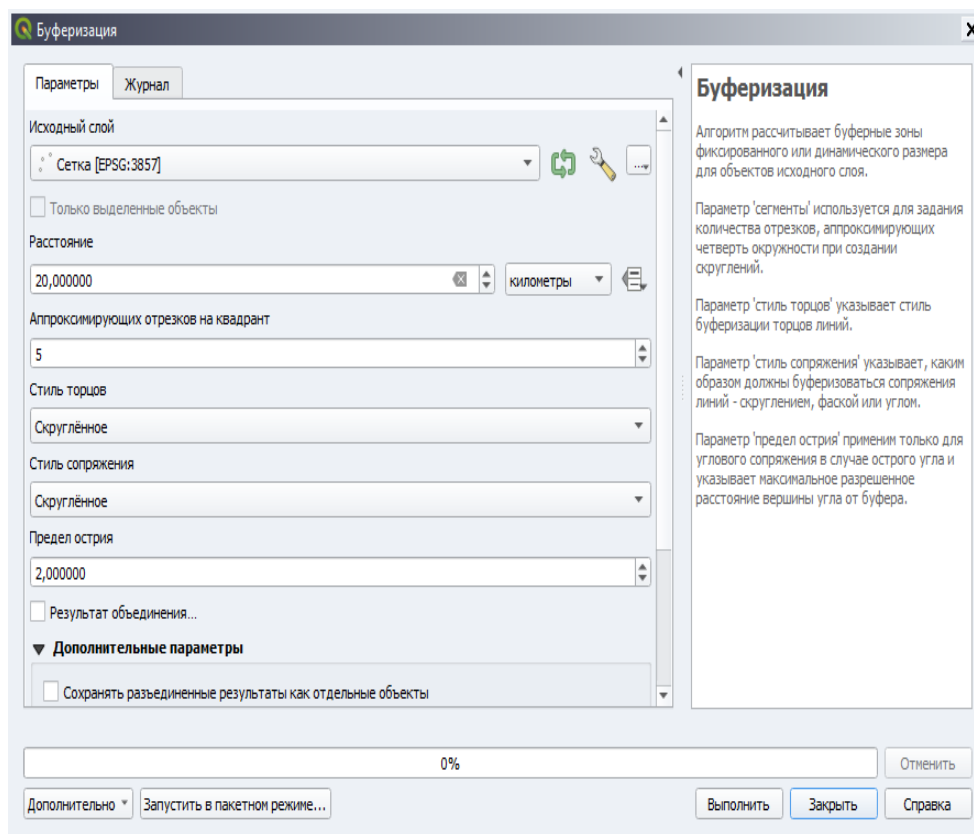 Буферизация
Параметры
Журнал
Исходный слой
Сетка [EPSG:3857]
...
Только выделенные объекты
Расстояние
20,000000
километры
Аппроксимирующих отрезков на квадрант
5
Стиль торцов
Скруглённое
Стиль сопряжения
Скруглённое
Предел острия
2,000000
Результат объединения...
Дополнительные параметры
Сохранять разъединенные результаты как отдельные объекты
Буферизация
Алгоритм рассчитывает буферные зоны
фиксированного или динамического размера
для объектов исходного слоя.
Параметр 'сегменты' используется для задания
количества отрезков, аппроксимирующих
четверть окружности при создании
скруглений.
Параметр 'стиль торцов' указывает стиль
буферизации торцов линий.
Параметр 'стиль сопряжения' указывает, каким
образом должны буферизоваться сопряжения
линий - скруглением, фаской или углом.
Параметр 'предел острия' применим только для
углового сопряжения в случае острого угла и
указывает максимальное разрешенное
расстояние вершины угла от буфера.
0%
Отменить
Дополнительно
Запустить в пакетном режиме...
Выполнить
Закрыть
Справка